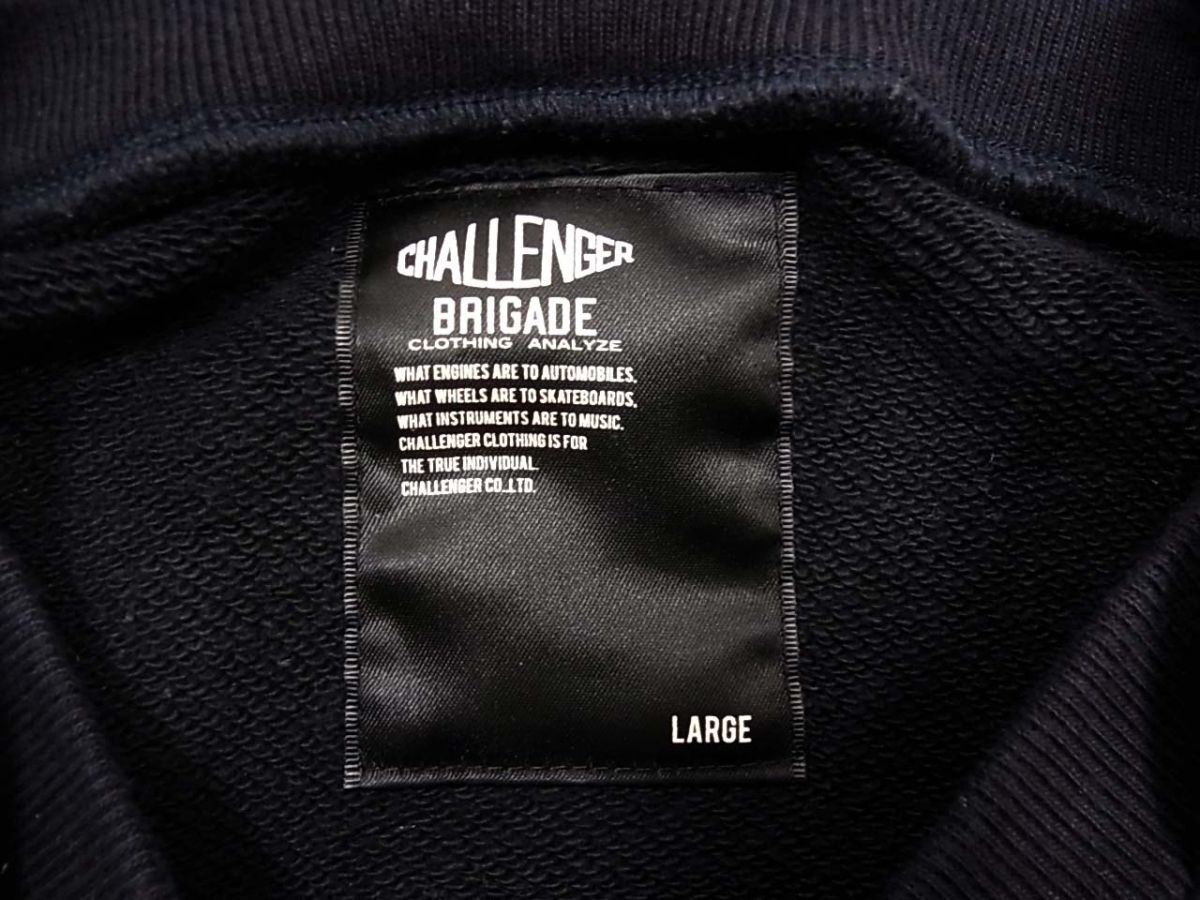 CHALLENGER
BRIGADE
CLOTHING ANALYZE
WHAT ENGINES ARE TO AUTOMOBILES.
WHAT WHEELS ARE TO SKATEBOARDS.
WHAT INSTRUMENTS ARE TO MUSIC.
CHALLENGER CLOTHING IS FOR
THE TRUE INDIVIDUAL.
CHALLENGER CO.,LTD.
LARGE